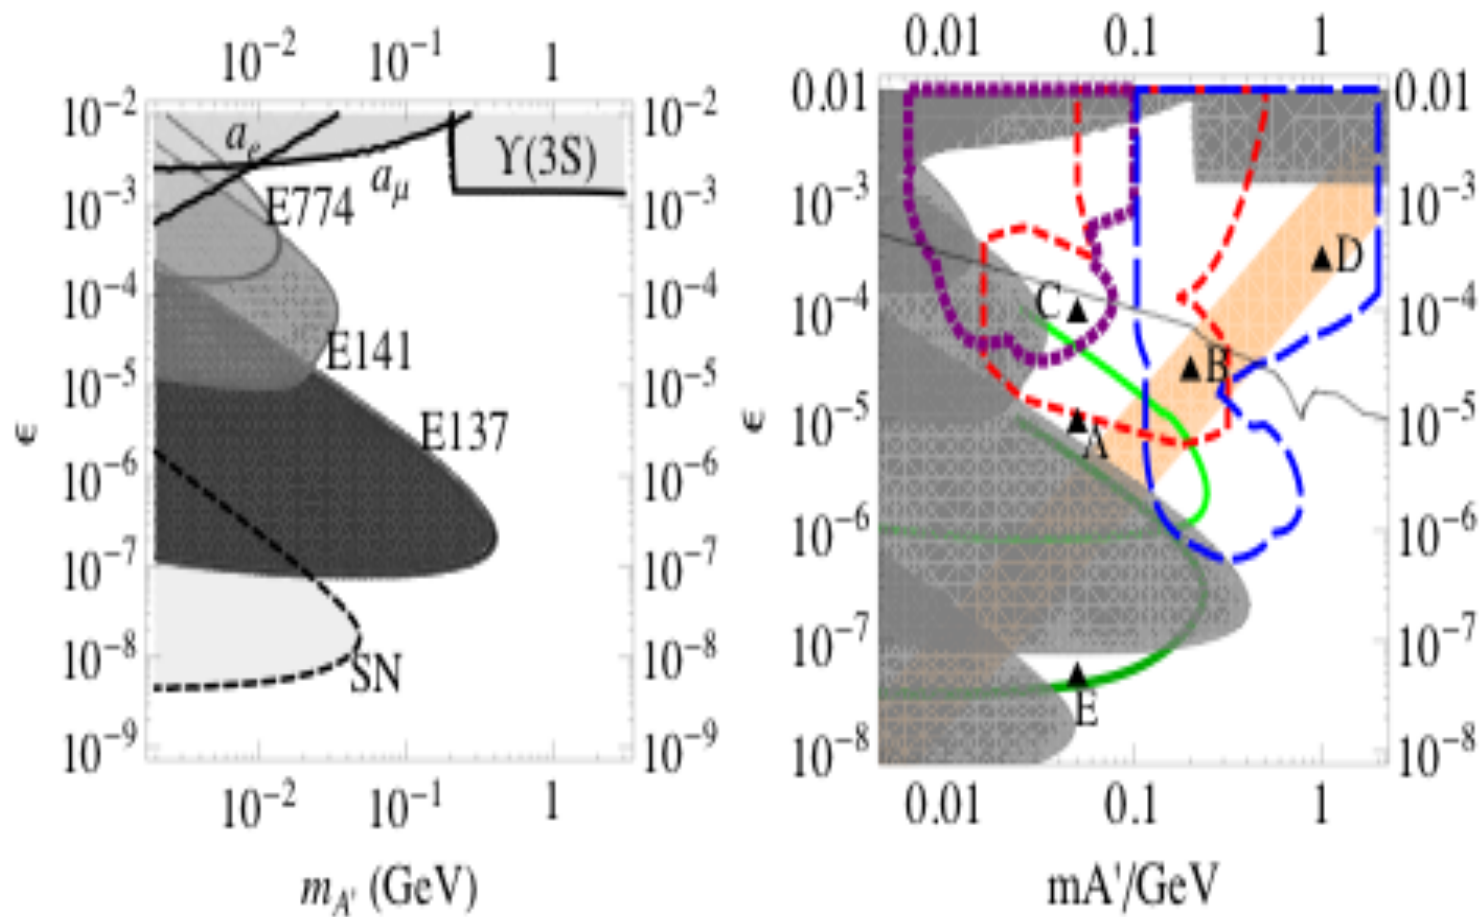 10⁻² 10⁻¹ 1
10⁻² 10⁻²
10⁻³ 10⁻³
10⁻⁴ 10⁻⁴
10⁻⁵ 10⁻⁵
10⁻⁶ 10⁻⁶
10⁻⁷ 10⁻⁷
10⁻⁸ 10⁻⁸
10⁻⁹ 10⁻⁹
ϵ
a_e
a_μ
Υ(3S)
E774
E141
E137
SN
10⁻² 10⁻¹ 1
m_A' (GeV)
0.01 0.1 1
0.01 0.01
10⁻³ 10⁻³
10⁻⁴ 10⁻⁴
10⁻⁵ 10⁻⁵
10⁻⁶ 10⁻⁶
10⁻⁷ 10⁻⁷
10⁻⁸ 10⁻⁸
ϵ
D
C
B
A
E
0.01 0.1 1
mA'/GeV